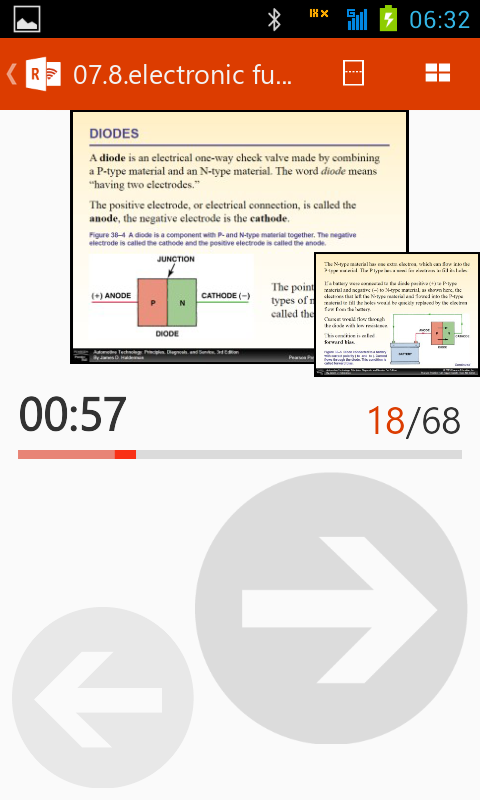 06:32
07.8.electronic fu...
DIODES
A diode is an electrical one-way check valve made by combining
a P-type material and an N-type material. The word diode means
“having two electrodes.”
The positive electrode, or electrical connection, is called the
anode, the negative electrode is the cathode.
Figure 38–4 A diode is a component with P- and N-type material together. The negative
electrode is called the cathode and the positive electrode is called the anode.
JUNCTION
(+) ANODE
P
N
CATHODE (−)
DIODE
The point
types of
called the
Automotive Technology: Principles, Diagnosis, and Service, 3rd Edition
By James D. Halderman
Pearson
The N-type material has one extra electron, which can flow into the
P-type material. The P-type has a need for electrons to fill its holes.
If a battery were connected to the diode positive (+) to P-type
material and negative (−) to N-type material, as shown here, the
electrons that left the N-type material and flowed into the P-type
material to fill the holes would be quickly replaced by the electron
flow from the battery.
Current would flow through
the diode with low resistance.
This condition is called
forward bias.
ANODE
P
N
CATHODE
DIODE
BATTERY
00:57
18/68